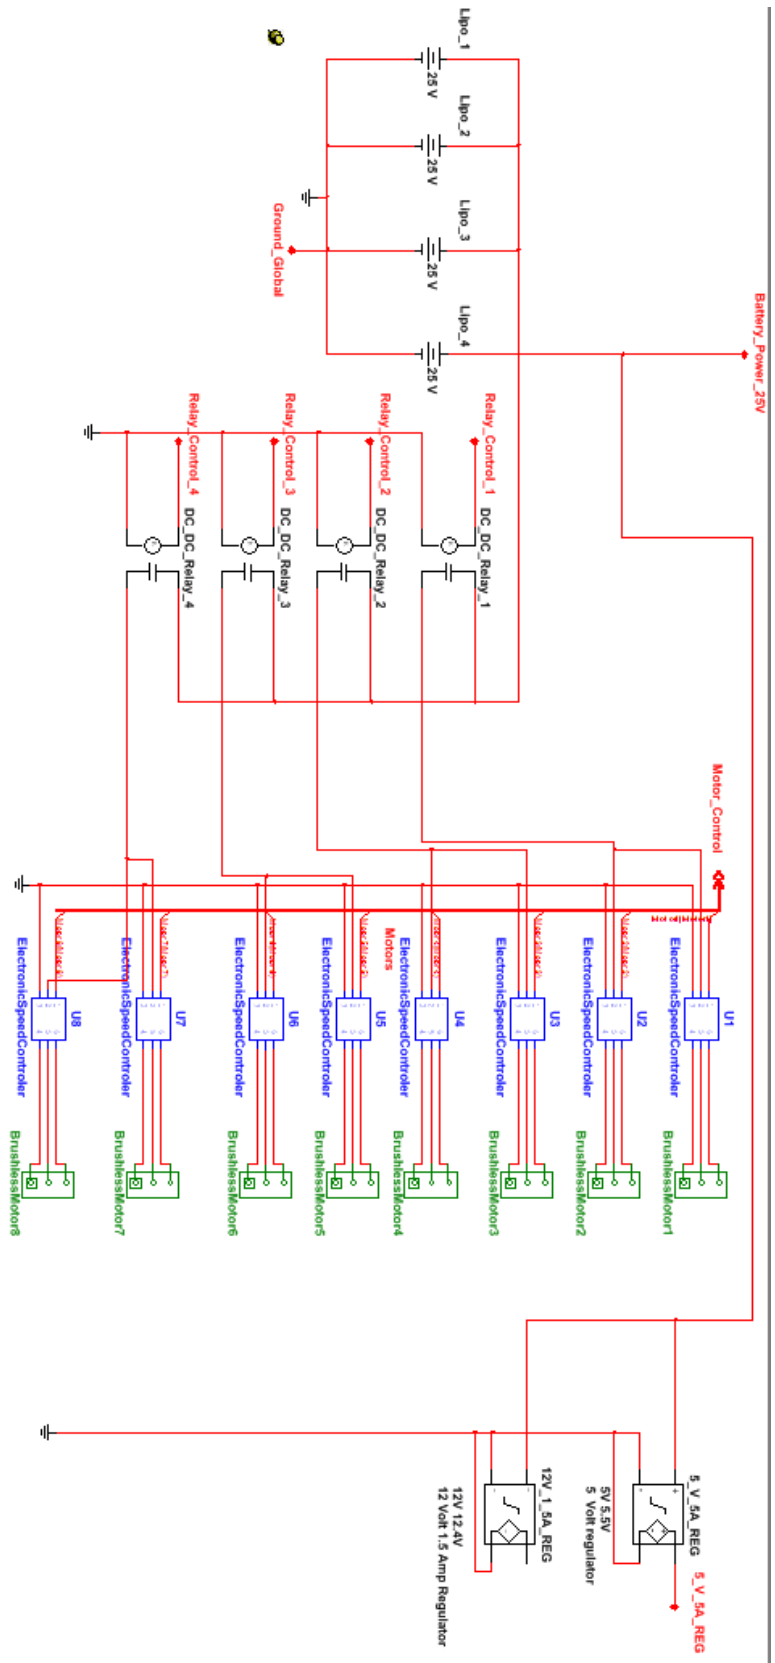 Lipo_1
25 V
Lipo_2
25 V
Lipo_3
25 V
Lipo_4
25 V
Ground_Global
Battery_Power_25V
Relay_Control_1
Relay_Control_2
Relay_Control_3
Relay_Control_4
DC_DC_Relay_1
DC_DC_Relay_2
DC_DC_Relay_3
DC_DC_Relay_4
Motor_Control
Motors
U1
ElectronicSpeedControler
U2
ElectronicSpeedControler
U3
ElectronicSpeedControler
U4
ElectronicSpeedControler
U5
ElectronicSpeedControler
U6
ElectronicSpeedControler
U7
ElectronicSpeedControler
U8
ElectronicSpeedControler
BrushlessMotor1
BrushlessMotor2
BrushlessMotor3
BrushlessMotor4
BrushlessMotor5
BrushlessMotor6
BrushlessMotor7
BrushlessMotor8
5_V_5A_REG
5V 5.5V
5 Volt regulator
5_V_5A_REG
12V_1_5A_REG
12V 12.4V
12 Volt 1.5 Amp Regulator